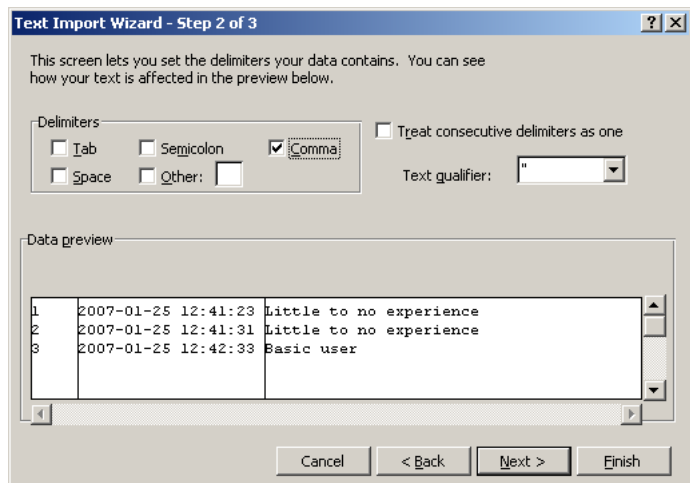 Text Import Wizard - Step 2 of 3
This screen lets you set the delimiters your data contains. You can see
how your text is affected in the preview below.
Delimiters
Tab Semicolon Comma
Space Other:
Treat consecutive delimiters as one
Text qualifier: "
Data preview
1 2007-01-25 12:41:23 Little to no experience
2 2007-01-25 12:41:31 Little to no experience
3 2007-01-25 12:42:33 Basic user
Cancel < Back Next > Finish